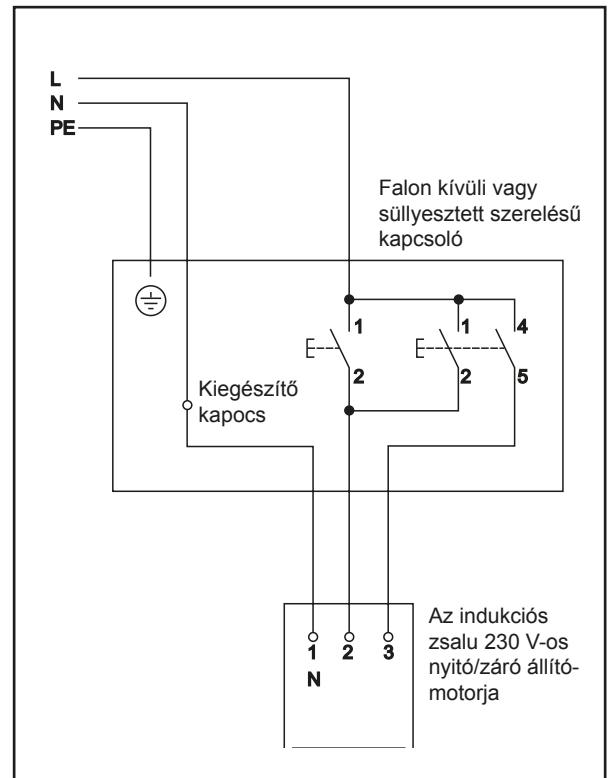 L
N
PE
Falon kívüli vagy
süllyesztett szerelésű
kapcsoló
1 1 4
2 2 5
Kiegészítő
kapocs
1 2 3
N
Az indukciós
zsalu 230 V-os
nyitó/záró állító-
motorja